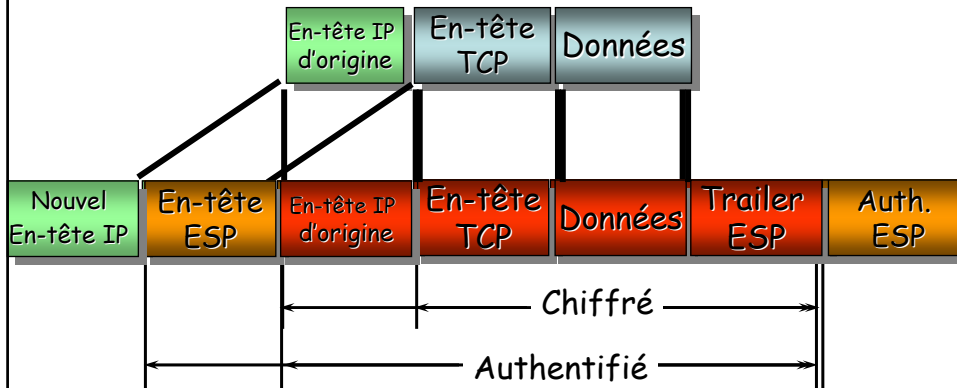 En-tête IP
d'origine
En-tête
TCP
Données
Nouvel
En-tête IP
En-tête
ESP
En-tête IP
d'origine
En-tête
TCP
Données
Trailer
ESP
Auth.
ESP
Chiffré
Authentifié